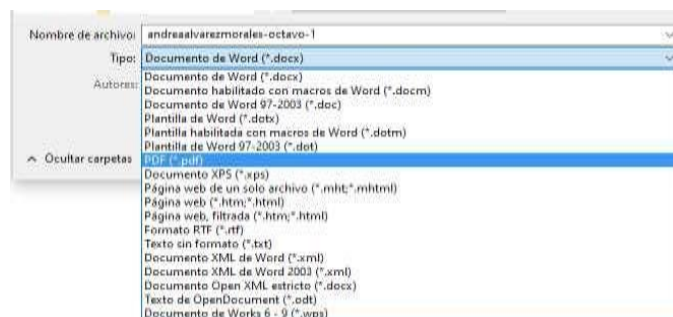 Nombre de archivo: andreaalvarezmorales-octavo-1
Tipo: Documento de Word (*.docx)
Autores:
Documento de Word (*.docx)
Documento habilitado con macros de Word (*.docm)
Documento de Word 97-2003 (*.doc)
Plantilla de Word (*.dotx)
Plantilla habilitada con macros de Word (*.dotm)
Plantilla de Word 97-2003 (*.dot)
Ocultar carpetas
PDF (*.pdf)
Documento XPS (*.xps)
Página web de un solo archivo (*.mht;*.mhtml)
Página web (*.htm;*.html)
Página web, filtrada (*.htm;*.html)
Formato RTF (*.rtf)
Texto sin formato (*.txt)
Documento XML de Word (*.xml)
Documento XML de Word 2003 (*.xml)
Documento Open XML estricto (*.docx)
Texto de OpenDocument (*.odt)
Documento de Works 6 - 9 (*.wps)